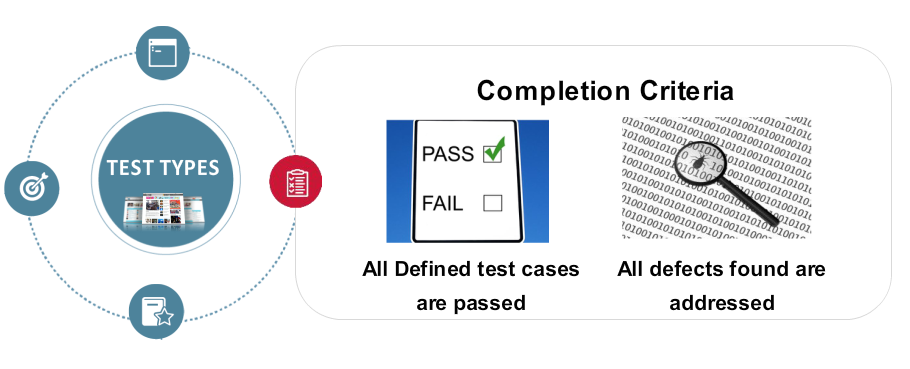 Completion Criteria
TEST TYPES
PASS
FAIL
All Defined test cases
are passed
All defects found are
addressed